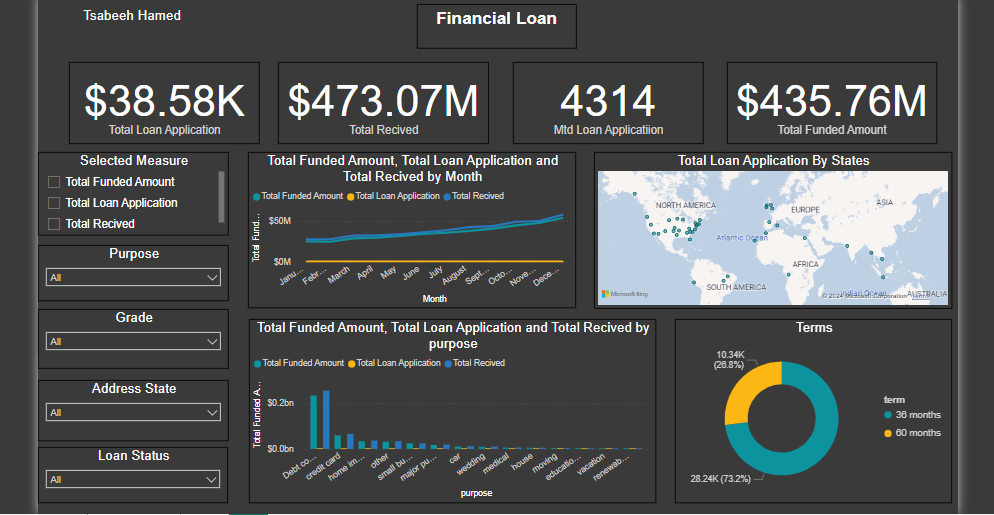 Tsabeeh Hamed
Financial Loan
$38.58K
Total Loan Application
$473.07M
Total Recived
4314
Mtd Loan Applicatiion
$435.76M
Total Funded Amount
Selected Measure
Total Funded Amount
Total Loan Application
Total Recived
Purpose
All
Grade
All
Address State
All
Loan Status
All
Total Funded Amount, Total Loan Application and
Total Recived by Month
Total Funded Amount Total Loan Application Total Recived
Total Fund...
$50M
$0M
Janu... Febr... March April May June July August Sept... Octo... Nove... Dece...
Month
Total Loan Application By States
NORTH AMERICA
EUROPE
ASIA
Atlantic Ocean
AFRICA
SOUTH AMERICA
Indian Ocean
AUSTRALIA
Microsoft Bing
© 2024 Microsoft Corporation Terms
Total Funded Amount, Total Loan Application and Total Recived by
purpose
Total Funded Amount Total Loan Application Total Recived
Total Funded A...
$0.2bn
$0.0bn
Debt co... credit card home im... other small bu... major pu... car wedding medical house moving educatio... vacation renewab...
purpose
Terms
10.34K
(26.8%)
28.24K (73.2%)
term
36 months
60 months